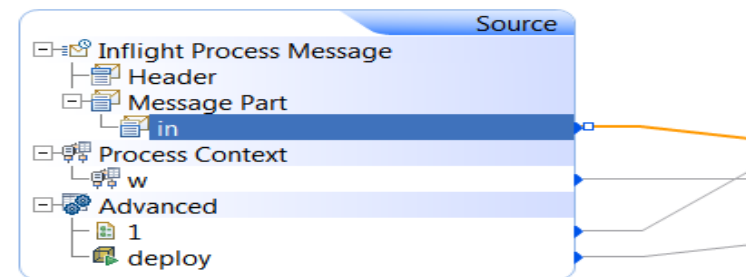 Source
Inflight Process Message
Header
Message Part
in
Process Context
w
Advanced
1
deploy